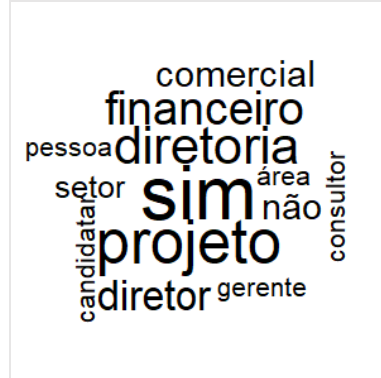 comercial
financeiro
pessoa diretoria
setor sim área
não
consultor
candidatar
projeto
diretor gerente